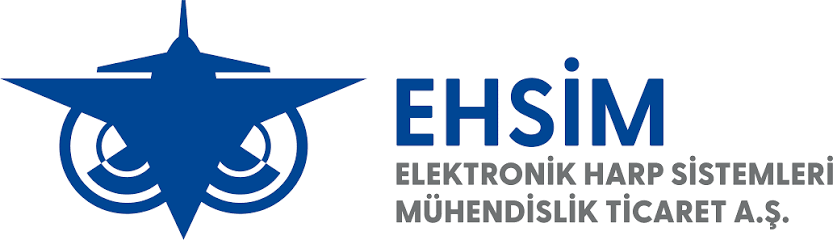 EHSİM
ELEKTRONİK HARP SİSTEMLERİ
MÜHENDİSLİK TİCARET A.Ş.